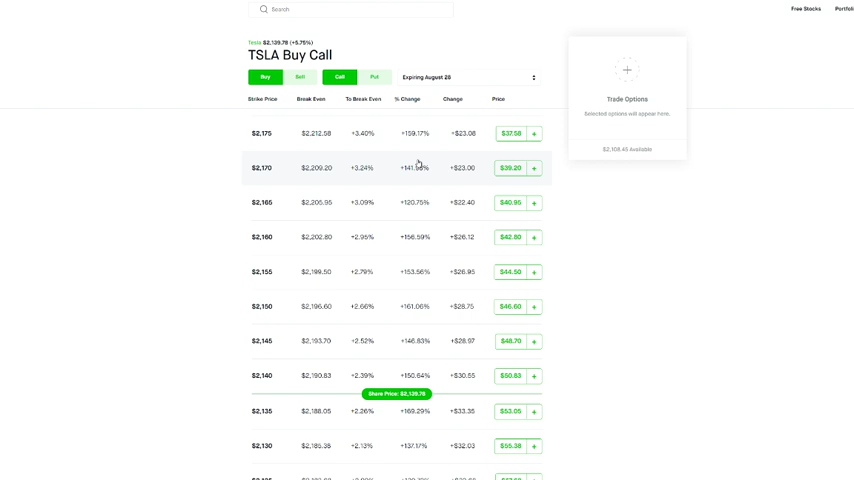 Search
Free Stocks
Tesla $2,139.78 (+5.75%)
TSLA Buy Call
Buy Sell Call Put Expiring August 28
Strike Price Break Even To Break Even % Change Change Price
$2,175 $2,212.58 +3.40% +159.17% +$23.08 $37.58 +
$2,170 $2,209.20 +3.24% $23.00 $39.20 +
$2,165 $2,205.95 +3.09% +120.75% +$22.40 $40.95 +
$2,160 $2,202.80 +2.95% +156.59% +$26.12 $42.80 +
$2,155 $2,199.50 +2.79% +153.56% +$26.95 $44.50 +
$2,150 $2,196.60 +2.66% +161.06% +$28.75 $46.60 +
$2,145 $2,193.70 +2.52% +146.83% +$28.97 $48.70 +
$2,140 $2,190.83 +2.39% +150.64% +$30.55 $50.83 +
Share Price: $2,139.78
$2,135 $2,188.05 +2.26% +169.29% +$33.35 $53.05 +
$2,130 $2,185.38 +2.13% +137.17% +$32.03 $55.38 +
Trade Options
Selected options will appear here.
$2,108.45 Available